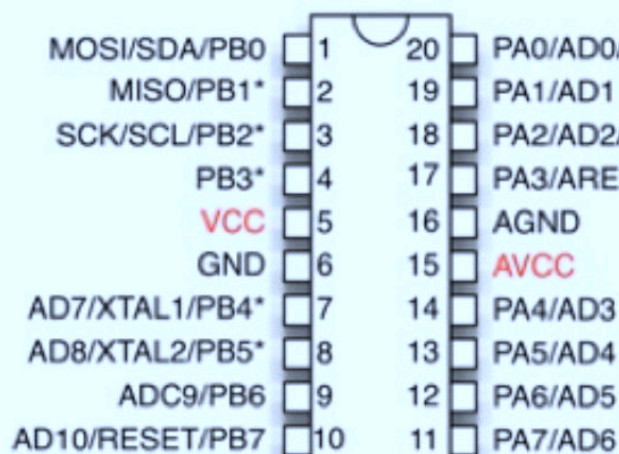 MOSI/SDA/PB0 1 20 PA0/AD0/
MISO/PB1* 2 19 PA1/AD1
SCK/SCL/PB2* 3 18 PA2/AD2/
PB3* 4 17 PA3/ARE
VCC 5 16 AGND
GND 6 15 AVCC
AD7/XTAL1/PB4* 7 14 PA4/AD3
AD8/XTAL2/PB5* 8 13 PA5/AD4
ADC9/PB6 9 12 PA6/AD5
AD10/RESET/PB7 10 11 PA7/AD6